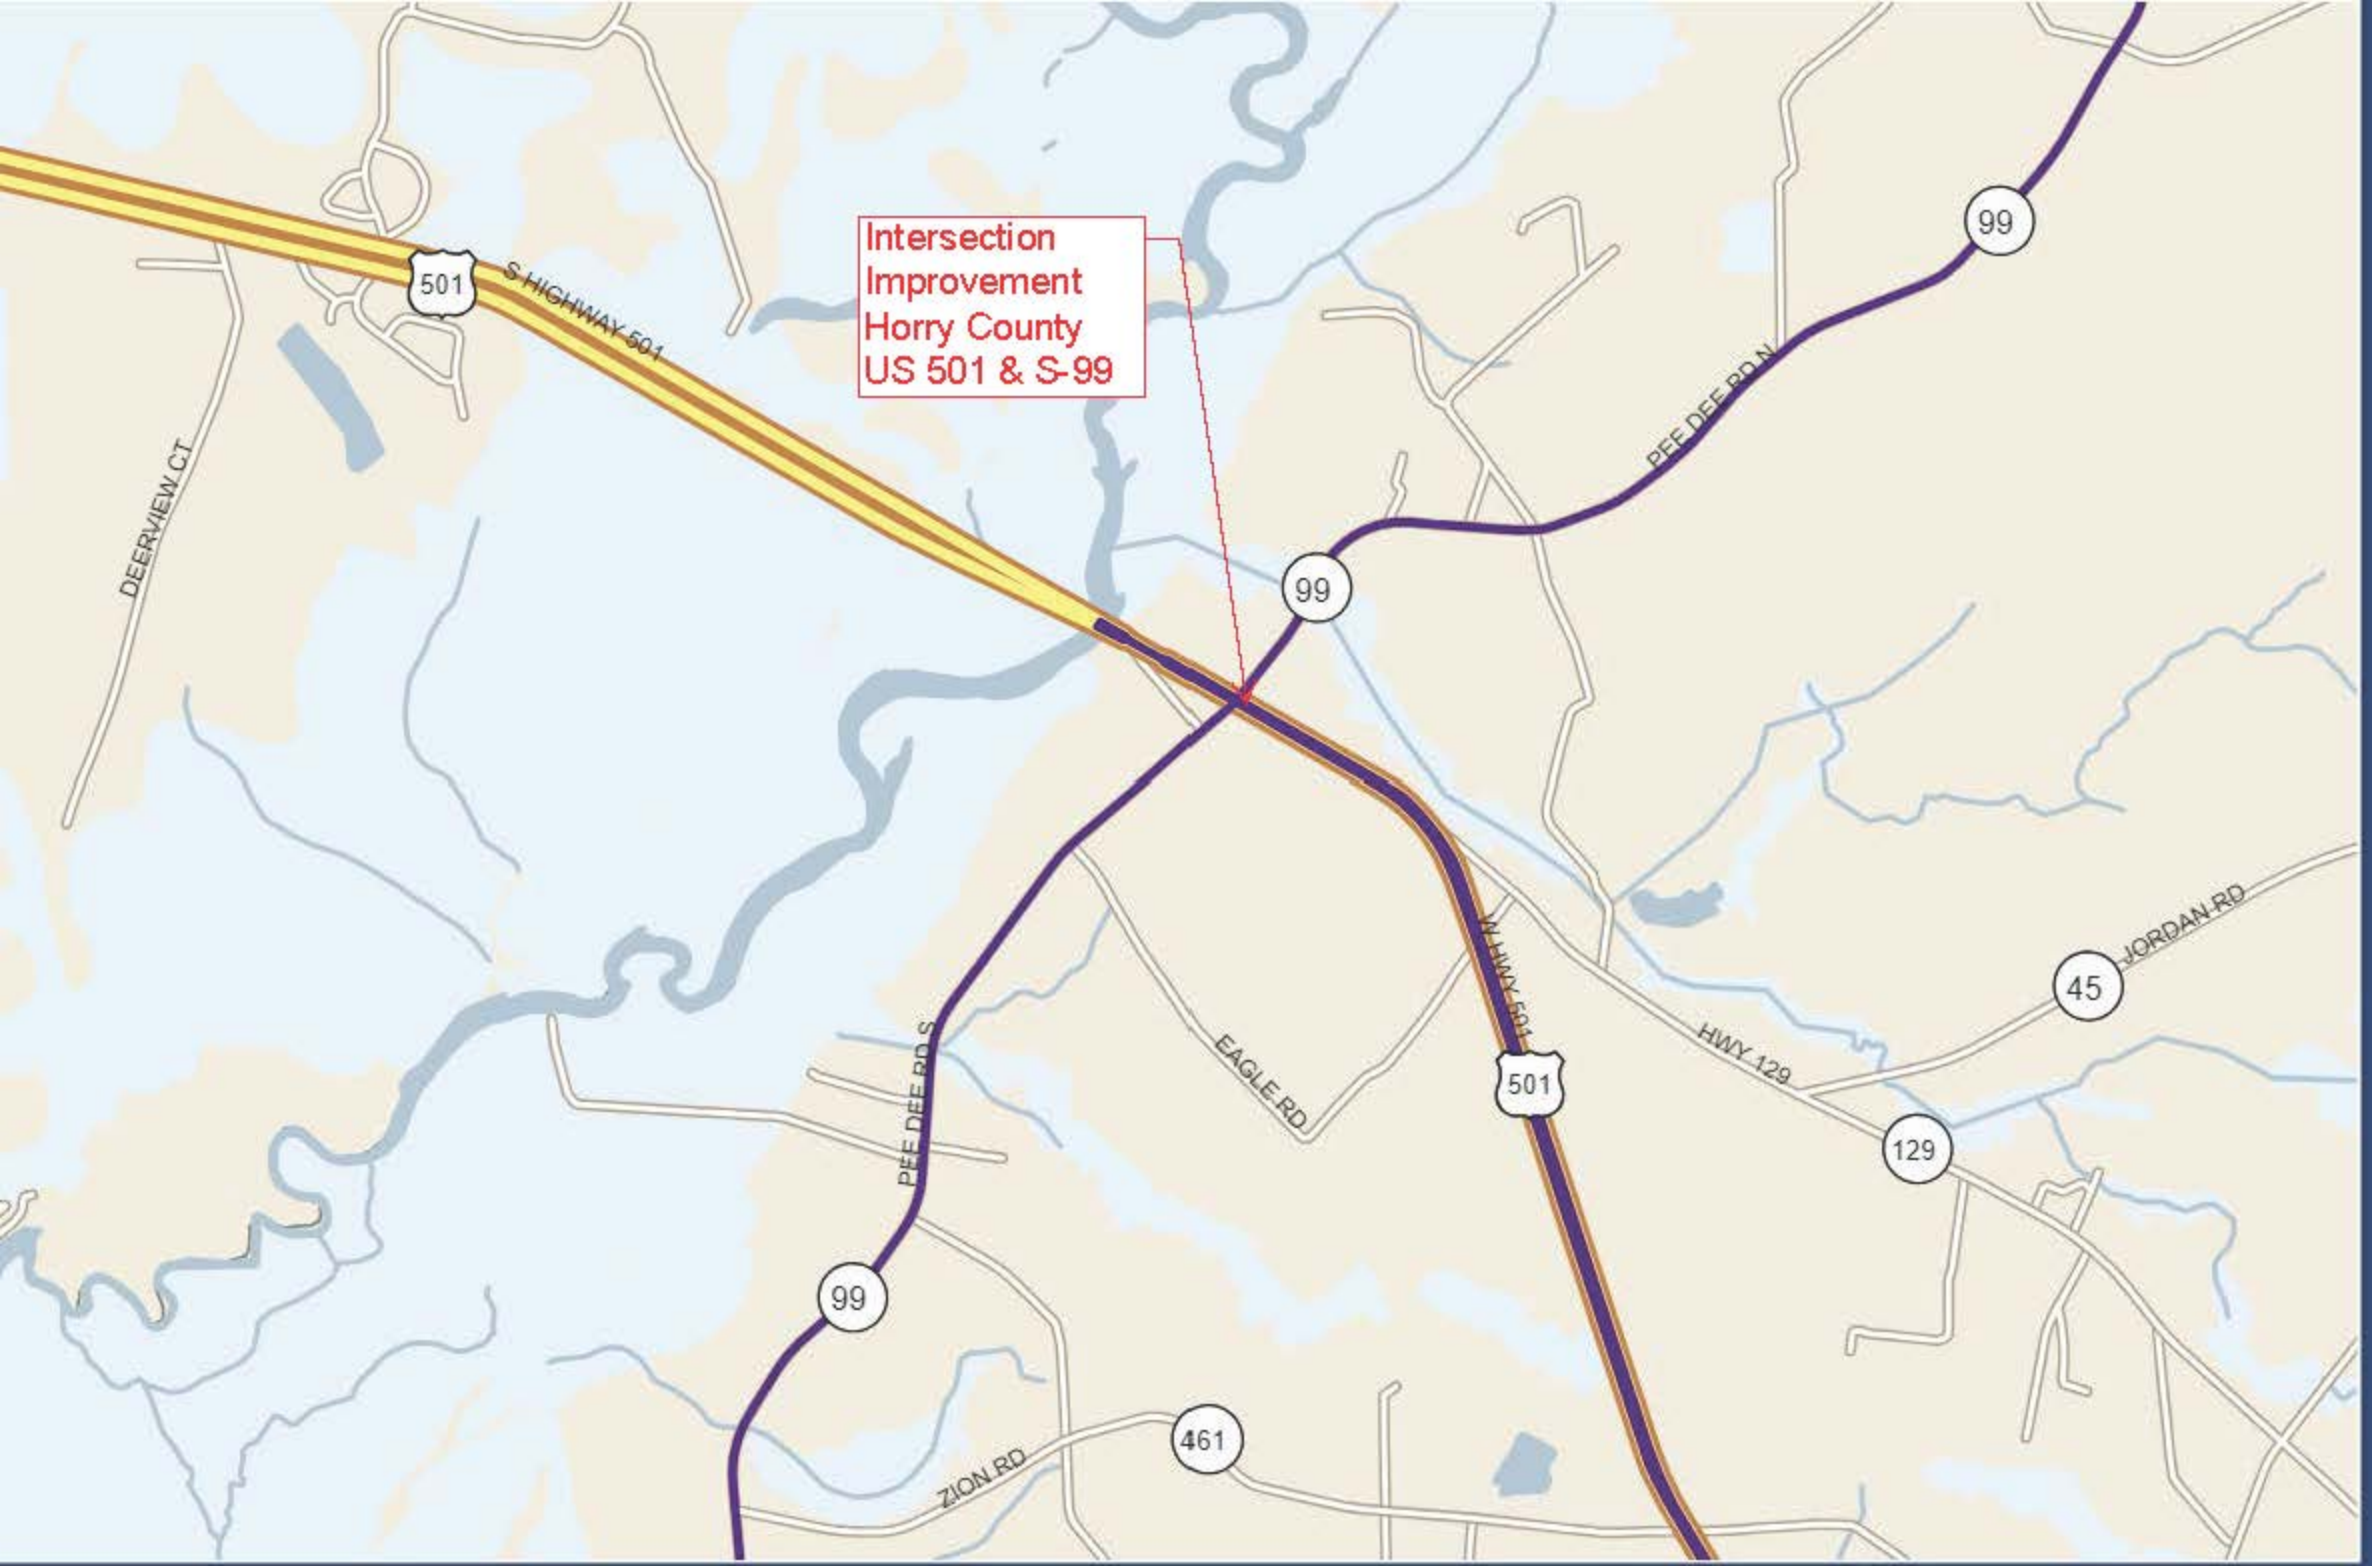 99
Intersection
Improvement
Horry County
US 501 & S-99
501
S HIGHWAY 501
PEE DEE RD N
DEERVIEW CT
99
JORDAN RD
45
W HWY 501
HWY 129
EAGLE RD
501
PEE DEE RD S
129
99
461
ZION RD